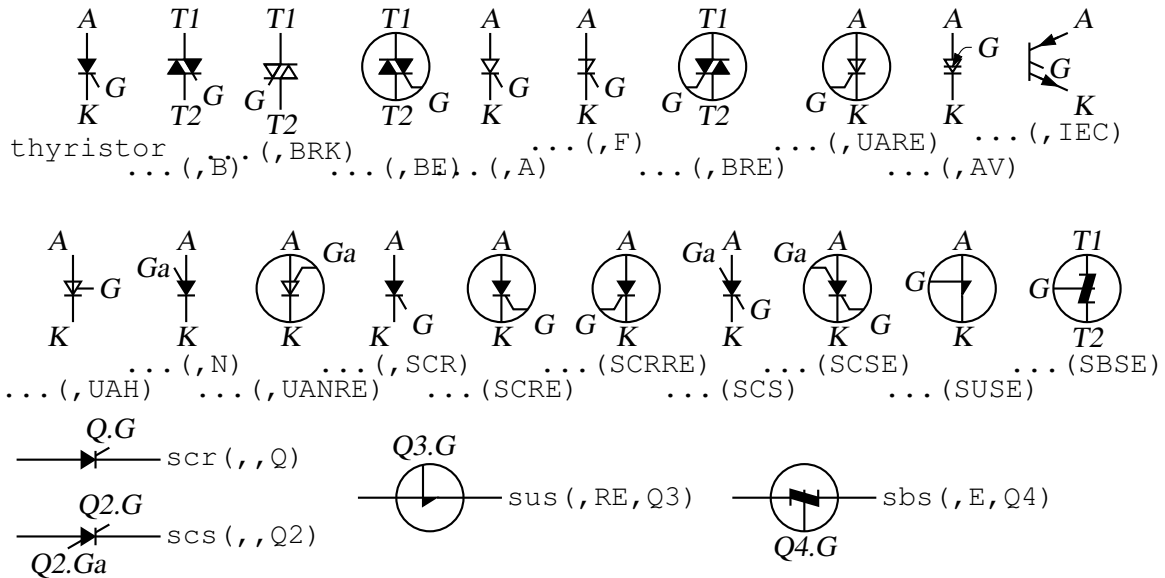 A T1 T1 T1 A A T1 A A A
G G G G G G G G G G
K T2 T2 T2 K K T2 K K K
thyristor ...(,BRK) ...(,F) ...(,UARE) ...(,IEC)
...(,B) ...(,BE) ...(,A) ...(,BRE) ...(,AV)
A A A A A A A A A T1
G Ga Ga G G G Ga G Ga G G G
K K K K K K K K K T2
...(,N) ...(,SCR) ...(SCRRE) ...(SCSE) ...(SBSE)
...(,UAH) ...(,UANRE) ...(SCRE) ...(SCS) ...(SUSE)
Q.G
scr(,,Q)
Q3.G
sus(,RE,Q3)
sbs(,E,Q4)
Q4.G
Q2.G
scs(,,Q2)
Q2.Ga